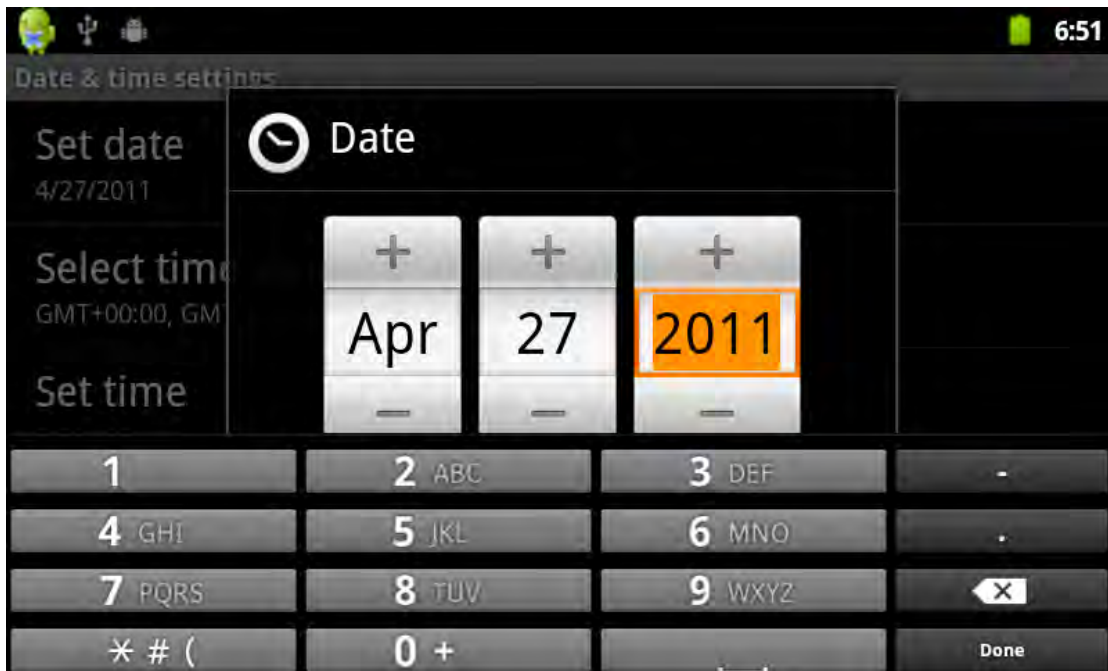 6:51
Date & time settings
Set date
4/27/2011
Date
Select time
GMT+00:00, GM
Set time
+ + +
Apr 27 2011
- - -
1 2 ABC 3 DEF -
4 GHI 5 JKL 6 MNO .
7 PQRS 8 TUV 9 WXYZ
* # ( 0 + Done